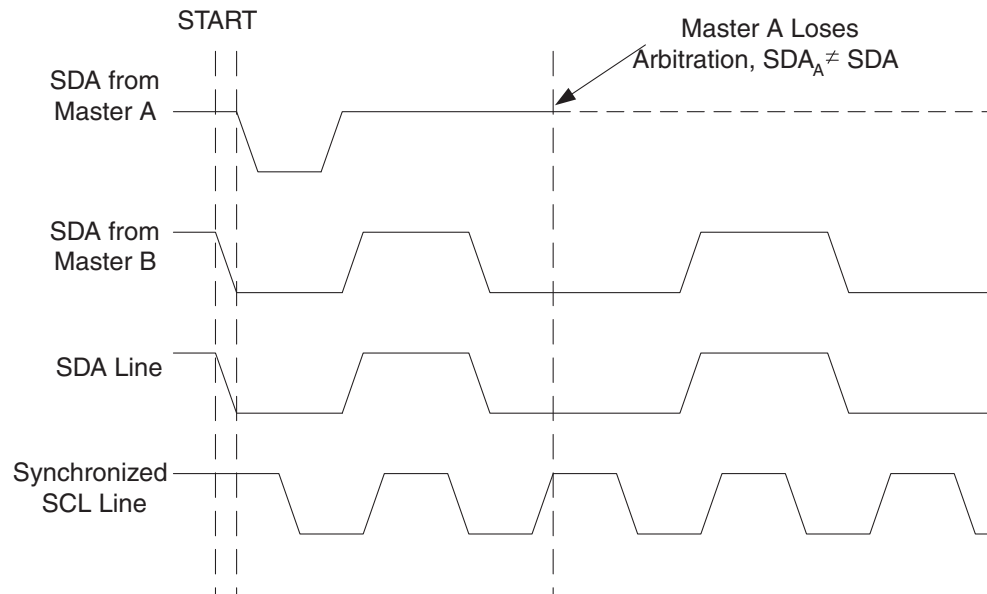 START
Master A Loses
Arbitration, SDA_A ≠ SDA
SDA from
Master A
SDA from
Master B
SDA Line
Synchronized
SCL Line